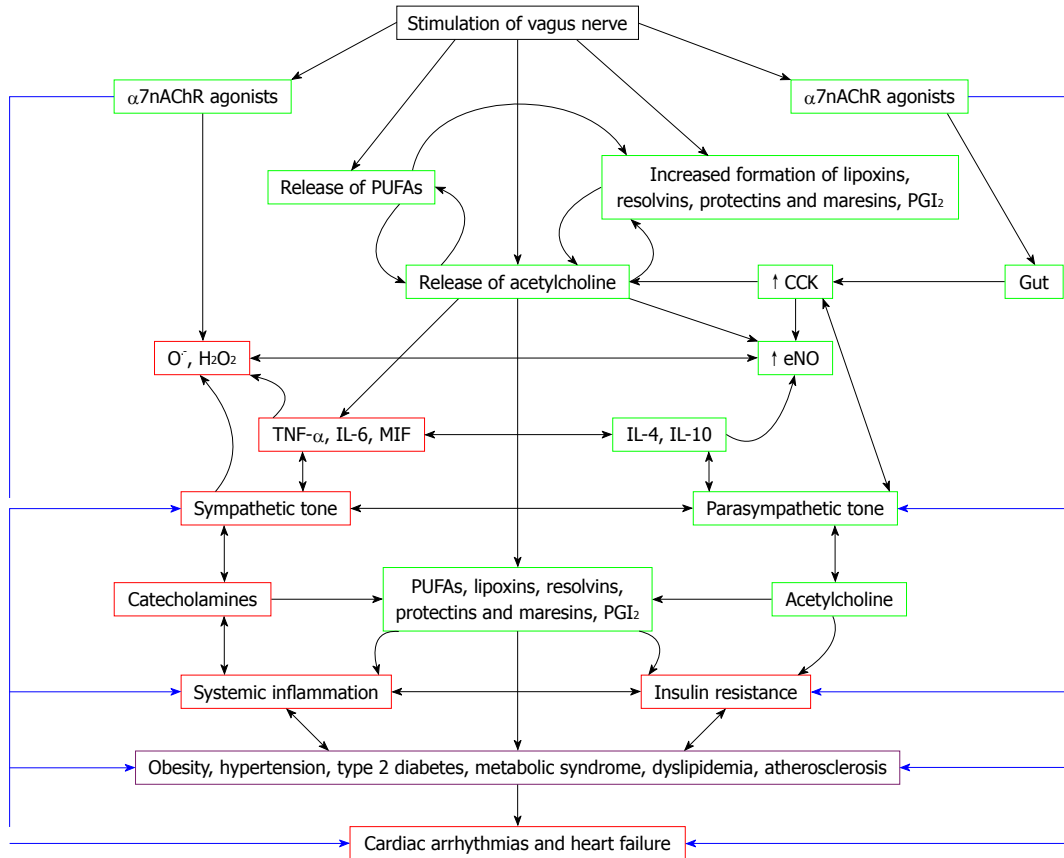 Stimulation of vagus nerve
α7nAChR agonists
α7nAChR agonists
Release of PUFAs
Increased formation of lipoxins,
resolvins, protectins and maresins, PGI₂
Release of acetylcholine
↑ CCK
Gut
O⁻˙, H₂O₂
↑ eNO
TNF-α, IL-6, MIF
IL-4, IL-10
Sympathetic tone
Parasympathetic tone
Catecholamines
PUFAs, lipoxins, resolvins,
protectins and maresins, PGI₂
Acetylcholine
Systemic inflammation
Insulin resistance
Obesity, hypertension, type 2 diabetes, metabolic syndrome, dyslipidemia, atherosclerosis
Cardiac arrhythmias and heart failure